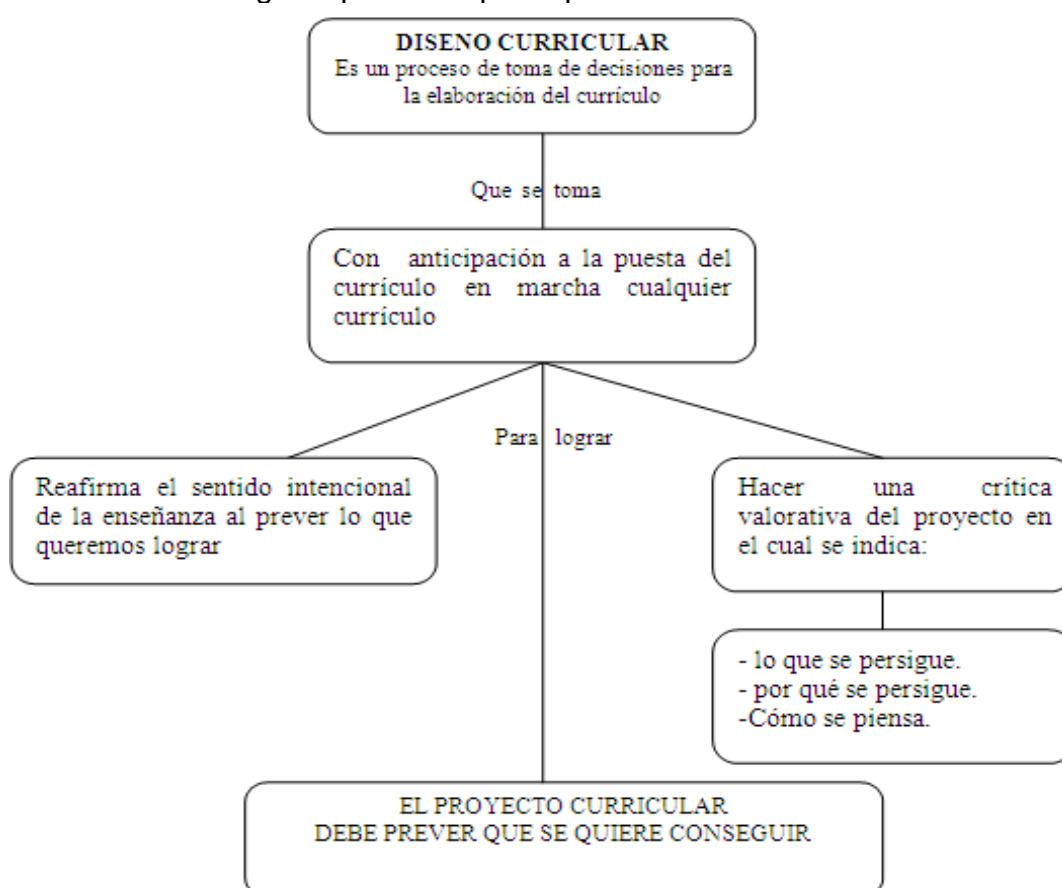 DISENO CURRICULAR
Es un proceso de toma de decisiones para
la elaboración del currículo
Que se toma
Con anticipación a la puesta del
currículo en marcha cualquier
currículo
Para lograr
Reafirma el sentido intencional
de la enseñanza al prever lo que
queremos lograr
Hacer una crítica
valorativa del proyecto en
el cual se indica:
- lo que se persigue.
- por qué se persigue.
-Cómo se piensa.
EL PROYECTO CURRICULAR
DEBE PREVER QUE SE QUIERE CONSEGUIR